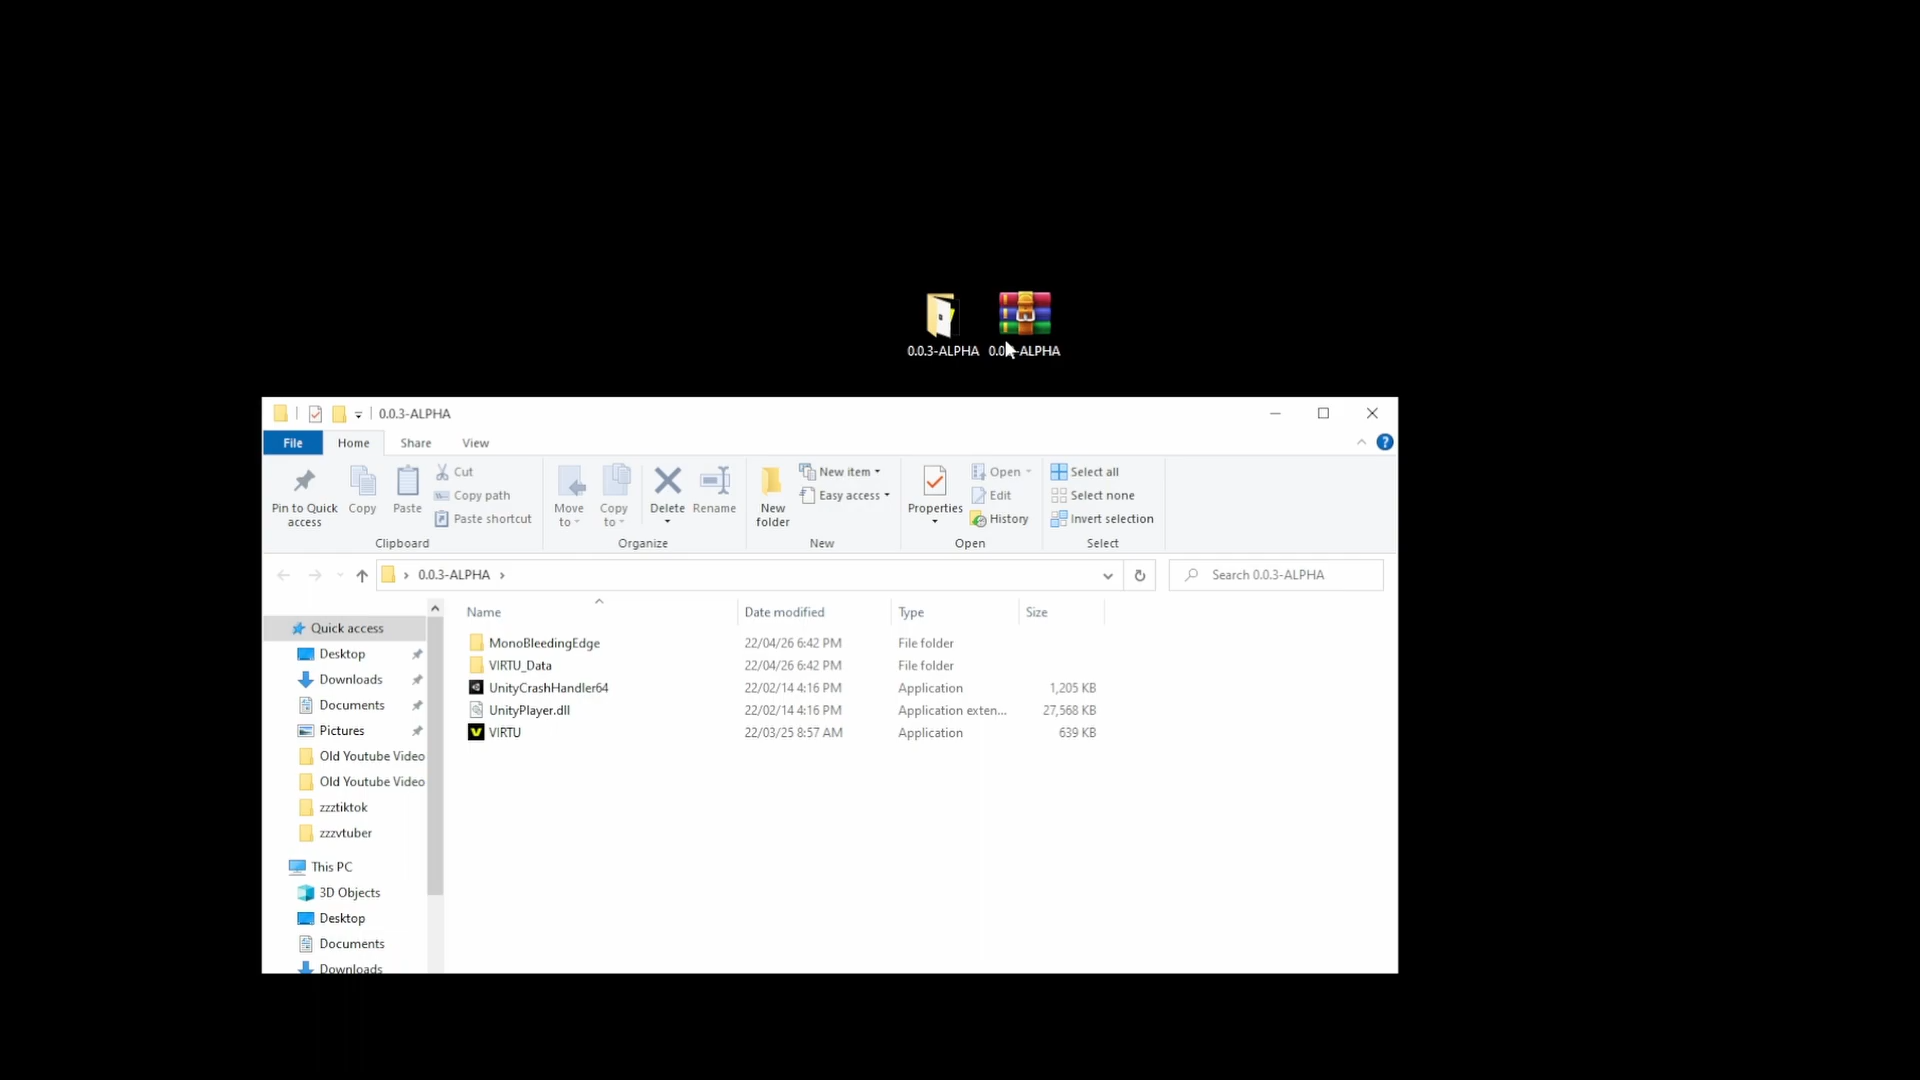 0.0.3-ALPHA
-ALPHA
0.0.3-ALPHA
File
Home
Share
View
?
Pin to Quick access
Copy
Paste
Cut
Copy path
Paste shortcut
Clipboard
Move to
Copy to
Delete
Rename
Organize
New folder
New item
Easy access
New
Properties
Open
Edit
History
Open
Select all
Select none
Invert selection
Select
0.0.3-ALPHA
Search 0.0.3-ALPHA
Name
Date modified
Type
Size
Quick access
Desktop
Downloads
Documents
Pictures
Old Youtube Video
Old Youtube Video
zzztiktok
zzzvtuber
This PC
3D Objects
Desktop
Documents
Downloads
MonoBleedingEdge 22/04/26 6:42 PM File folder
VIRTU_Data 22/04/26 6:42 PM File folder
UnityCrashHandler64 22/02/14 4:16 PM Application 1,205 KB
UnityPlayer.dll 22/02/14 4:16 PM Application exten... 27,568 KB
VIRTU 22/03/25 8:57 AM Application 639 KB